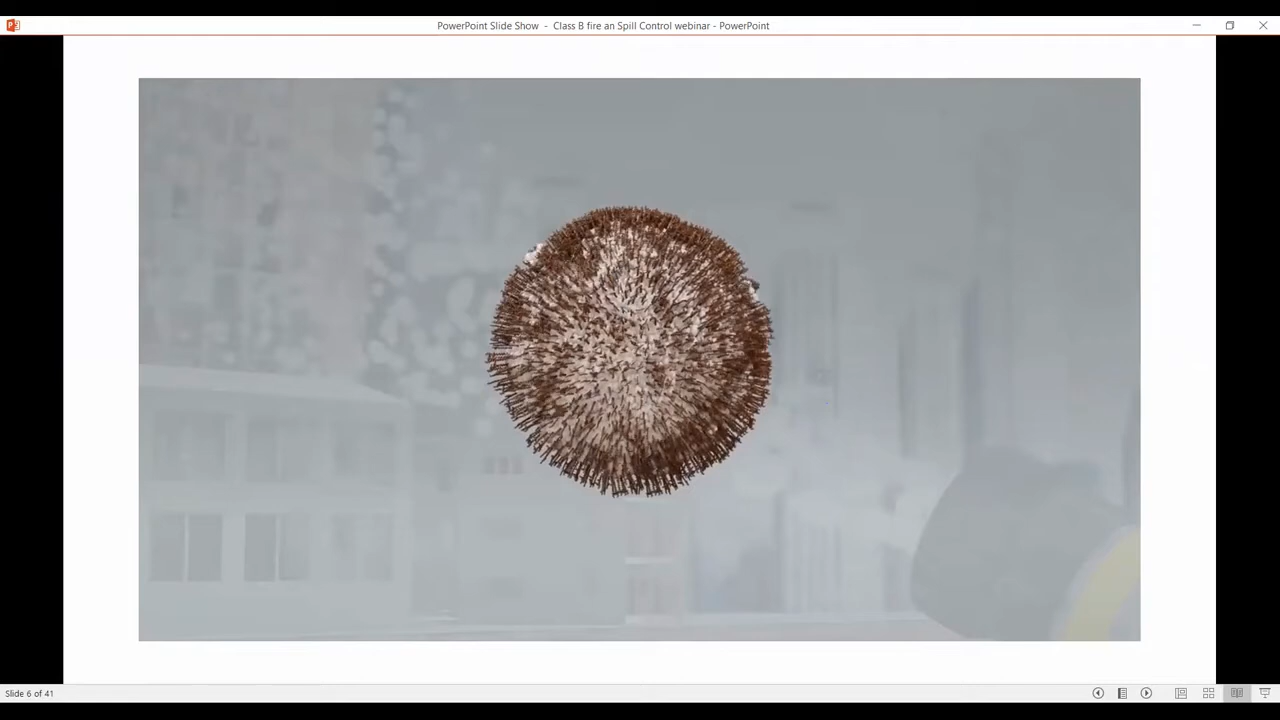 PowerPoint Slide Show - Class B fire an Spill Control webinar - PowerPoint
Slide 6 of 41